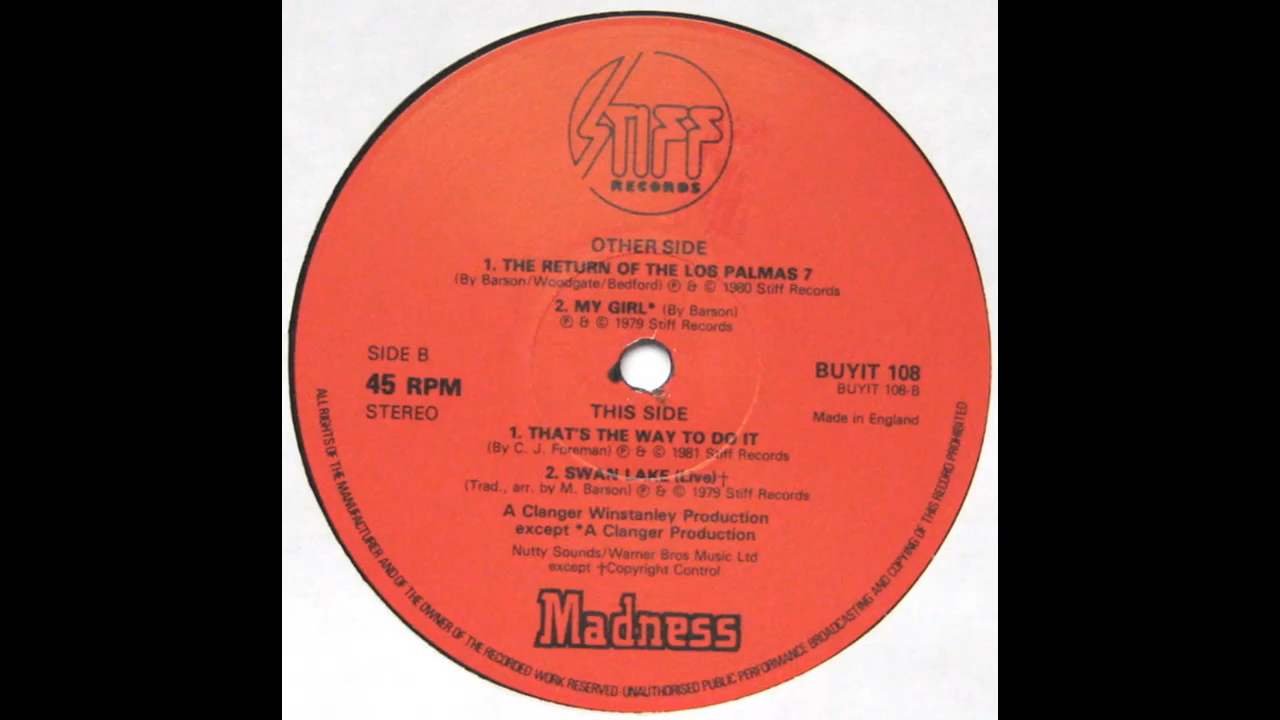 STIFF
RECORDS
OTHER SIDE
1. THE RETURN OF THE LOS PALMAS 7
(By Barson/Woodgate/Bedford) Ⓟ & © 1980 Stiff Records
2. MY GIRL* (By Barson)
Ⓟ & © 1979 Stiff Records
SIDE B
45 RPM
STEREO
BUYIT 108
BUYIT 108-B
Made in England
THIS SIDE
1. THAT'S THE WAY TO DO IT
(By C. J. Foreman) Ⓟ & © 1981 Stiff Records
2. SWAN LAKE (Live)†
(Trad., arr. by M. Barson) Ⓟ & © 1979 Stiff Records
A Clanger Winstanley Production
except *A Clanger Production
Nutty Sounds/Warner Bros Music Ltd
except †Copyright Control
Madness
ALL RIGHTS OF THE MANUFACTURER AND OF THE OWNER OF THE RECORDED WORK RESERVED·UNAUTHORISED PUBLIC PERFORMANCE BROADCASTING AND COPYING OF THIS RECORD PROHIBITED